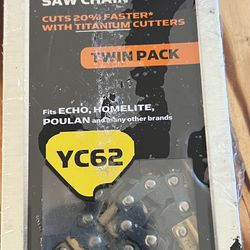 SAW CHAIN
CUTS 20% FASTER*
WITH TITANIUM CUTTERS
TWIN PACK
Fits ECHO, HOMELITE,
POULAN and many other brands
YC62